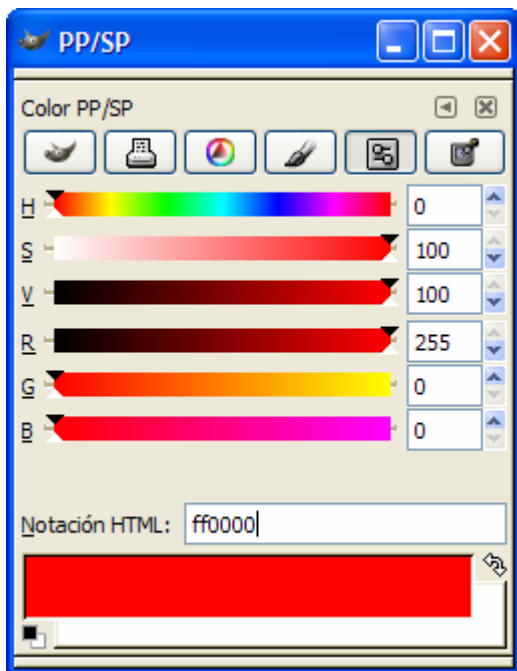 PP/SP
Color PP/SP
H 0
S 100
V 100
R 255
G 0
B 0
Notación HTML: ff0000